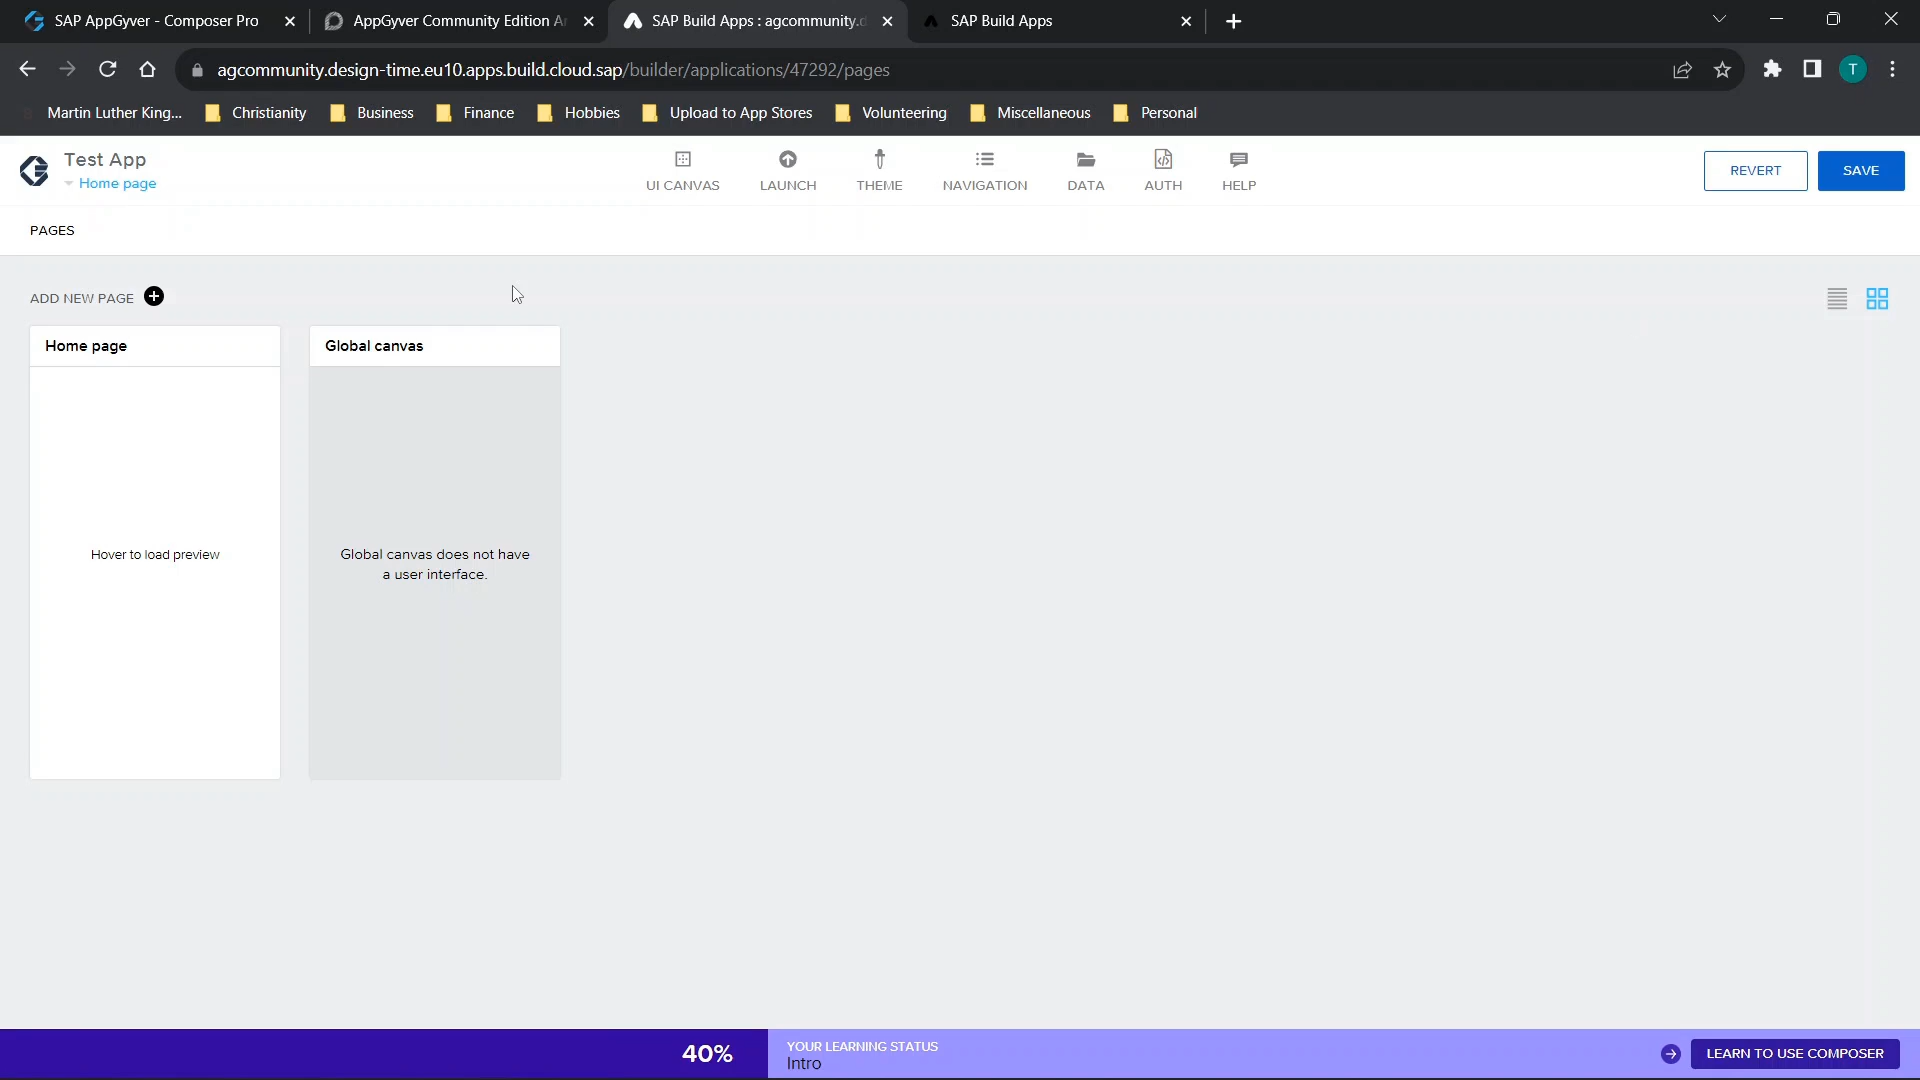 SAP AppGyver - Composer Pro
AppGyver Community Edition A
SAP Build Apps : agcommunity.d
SAP Build Apps
agcommunity.design-time.eu10.apps.build.cloud.sap/builder/applications/47292/pages
T
Martin Luther King...
Christianity
Business
Finance
Hobbies
Upload to App Stores
Volunteering
Miscellaneous
Personal
Test App
Home page
UI CANVAS
LAUNCH
THEME
NAVIGATION
DATA
AUTH
HELP
REVERT
SAVE
PAGES
ADD NEW PAGE
Home page
Global canvas
Hover to load preview
Global canvas does not have
a user interface.
40%
YOUR LEARNING STATUS
Intro
LEARN TO USE COMPOSER